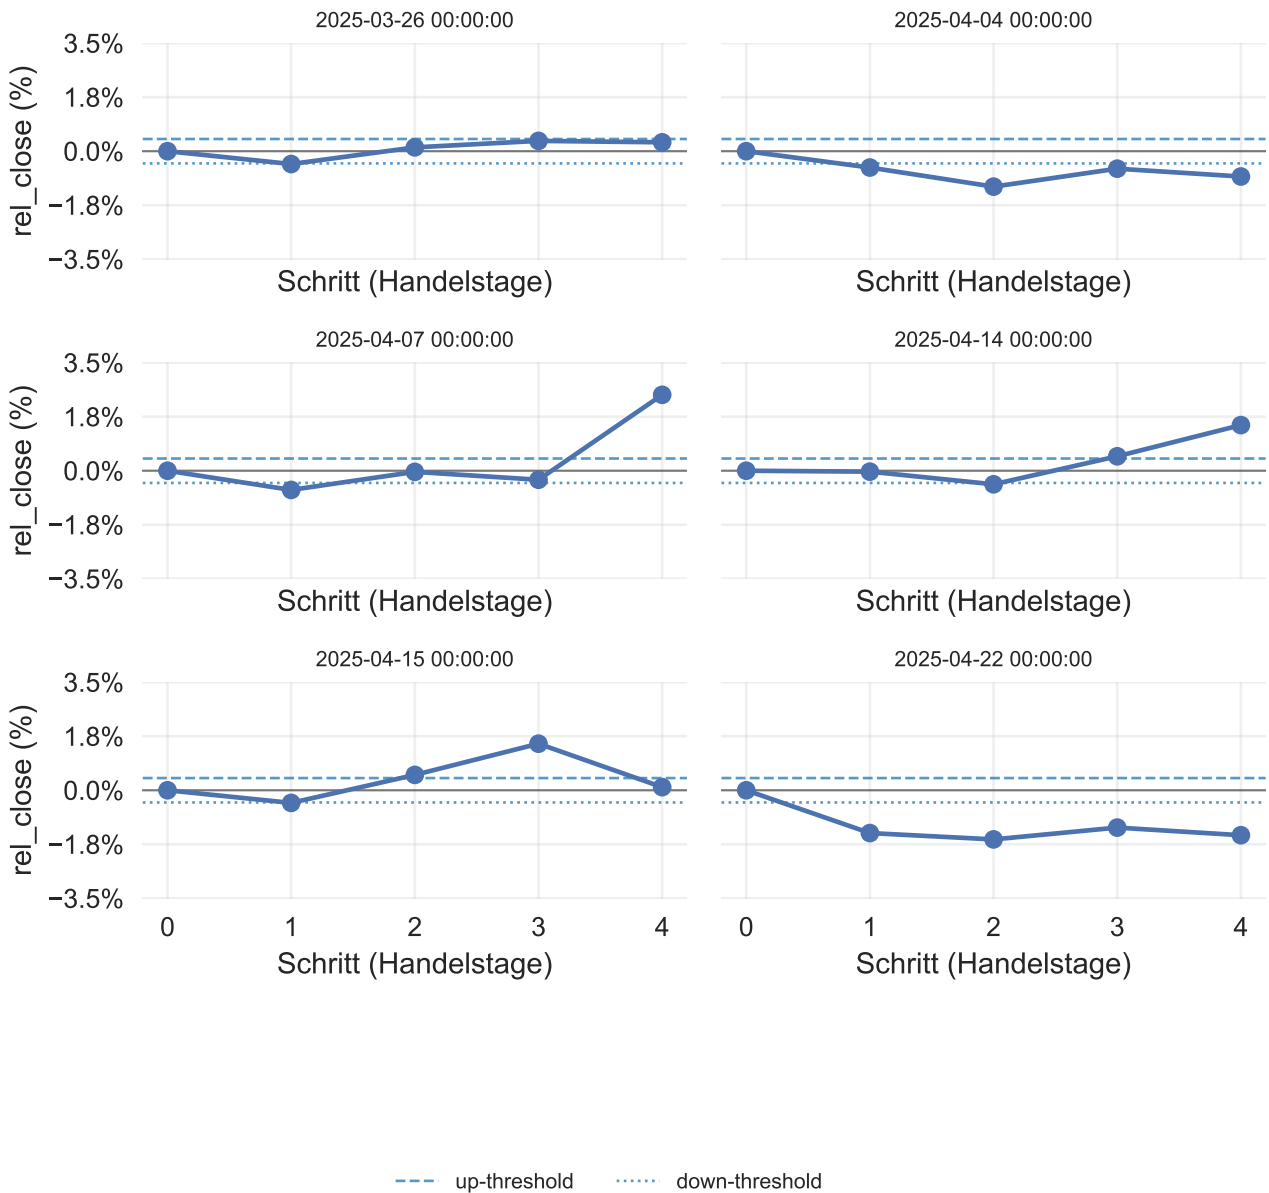 2025-03-26 00:00:00
2025-04-04 00:00:00
rel_close (%)
3.5%
1.8%
0.0%
−1.8%
−3.5%
Schritt (Handelstage)
Schritt (Handelstage)
2025-04-07 00:00:00
2025-04-14 00:00:00
rel_close (%)
3.5%
1.8%
0.0%
−1.8%
−3.5%
Schritt (Handelstage)
Schritt (Handelstage)
2025-04-15 00:00:00
2025-04-22 00:00:00
rel_close (%)
3.5%
1.8%
0.0%
−1.8%
−3.5%
0 1 2 3 4
0 1 2 3 4
Schritt (Handelstage)
Schritt (Handelstage)
up-threshold down-threshold